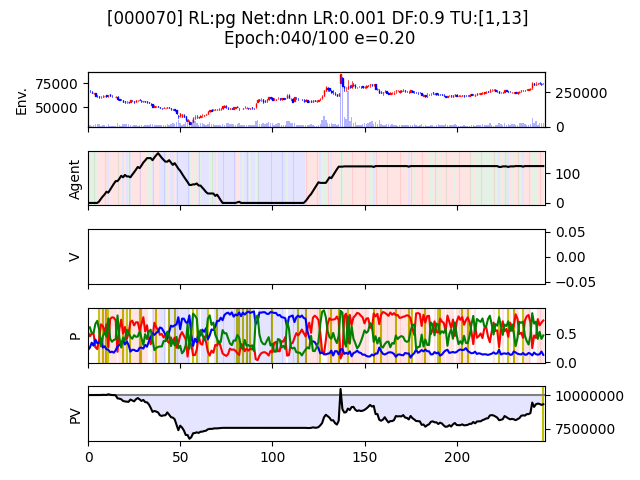 [000070] RL:pg Net:dnn LR:0.001 DF:0.9 TU:[1,13]
Epoch:040/100 e=0.20
Env.
75000
50000
250000
0
Agent
100
0
V
0.05
0.00
−0.05
P
0.5
0.0
PV
10000000
7500000
0 50 100 150 200